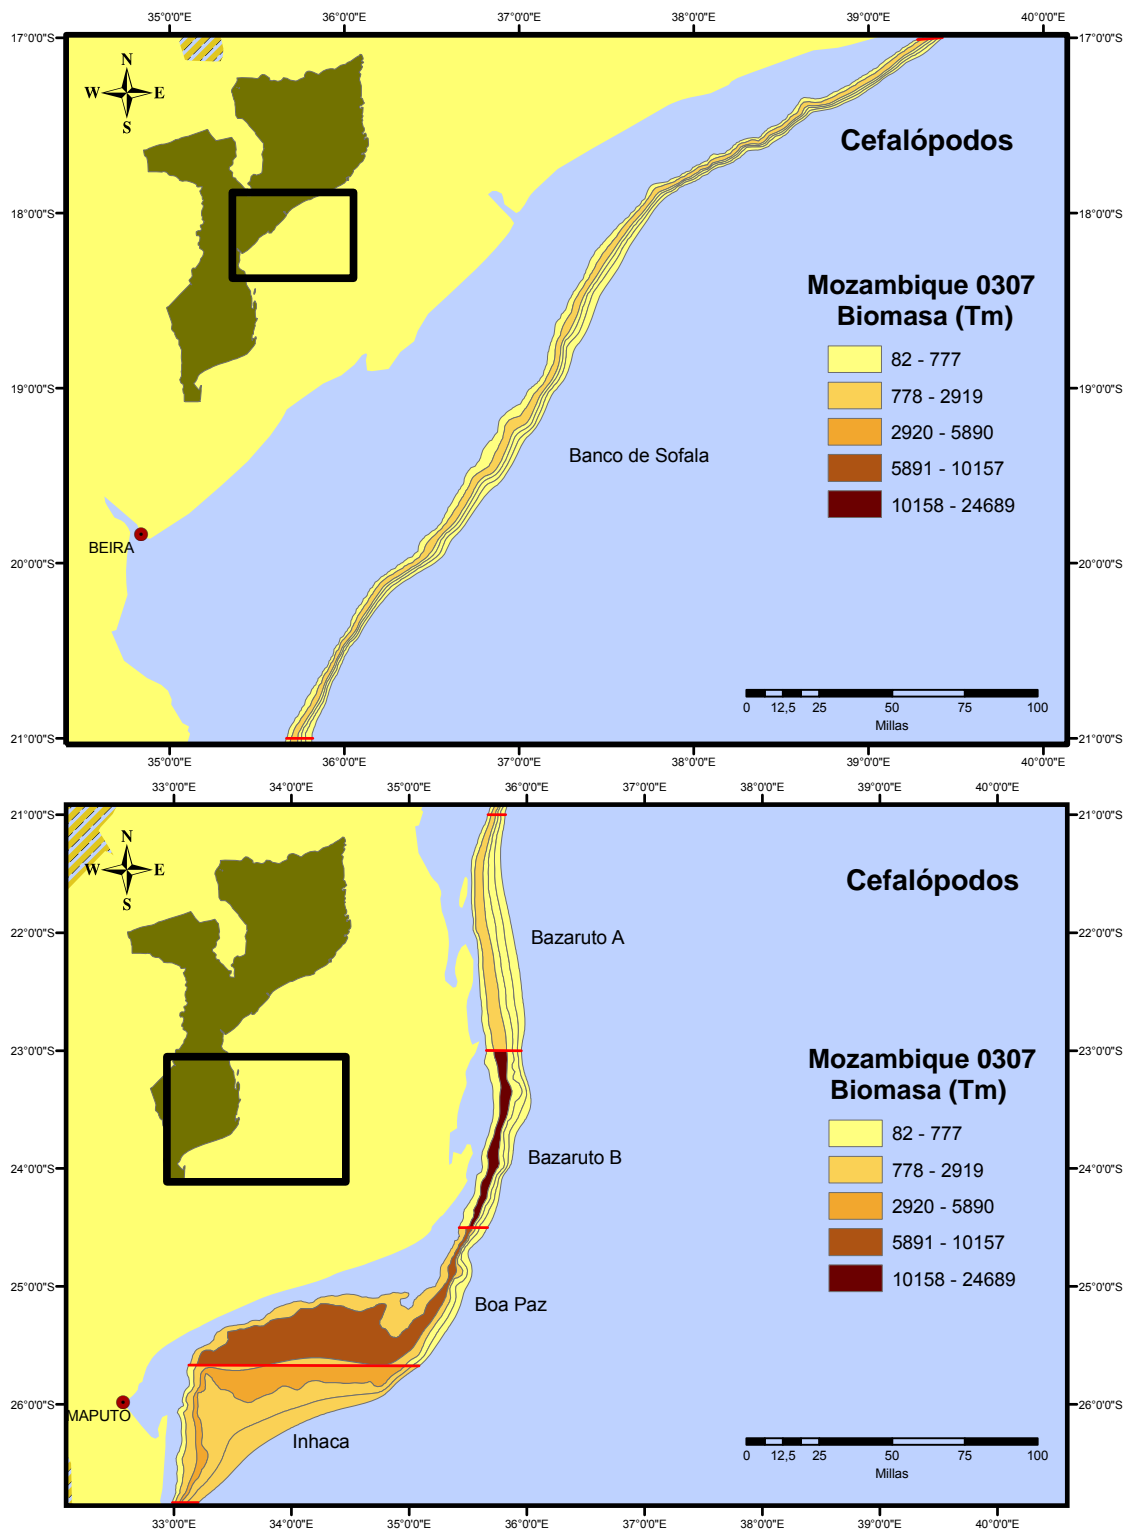 35°0'0"E 36°0'0"E 37°0'0"E 38°0'0"E 39°0'0"E 40°0'0"E
17°0'0"S 17°0'0"S
N
W E
S
Cefalópodos
18°0'0"S 18°0'0"S
Mozambique 0307
Biomasa (Tm)
82 - 777
19°0'0"S 19°0'0"S
778 - 2919
2920 - 5890
Banco de Sofala
5891 - 10157
10158 - 24689
BEIRA
20°0'0"S 20°0'0"S
0 12,5 25 50 75 100
Millas
21°0'0"S 21°0'0"S
35°0'0"E 36°0'0"E 37°0'0"E 38°0'0"E 39°0'0"E 40°0'0"E
33°0'0"E 34°0'0"E 35°0'0"E 36°0'0"E 37°0'0"E 38°0'0"E 39°0'0"E 40°0'0"E
21°0'0"S 21°0'0"S
N
W E
S
Cefalópodos
22°0'0"S 22°0'0"S
Bazaruto A
23°0'0"S 23°0'0"S
Mozambique 0307
Biomasa (Tm)
82 - 777
Bazaruto B
24°0'0"S 24°0'0"S
778 - 2919
2920 - 5890
5891 - 10157
10158 - 24689
25°0'0"S 25°0'0"S
Boa Paz
26°0'0"S 26°0'0"S
MAPUTO
Inhaca
0 12,5 25 50 75 100
Millas
33°0'0"E 34°0'0"E 35°0'0"E 36°0'0"E 37°0'0"E 38°0'0"E 39°0'0"E 40°0'0"E